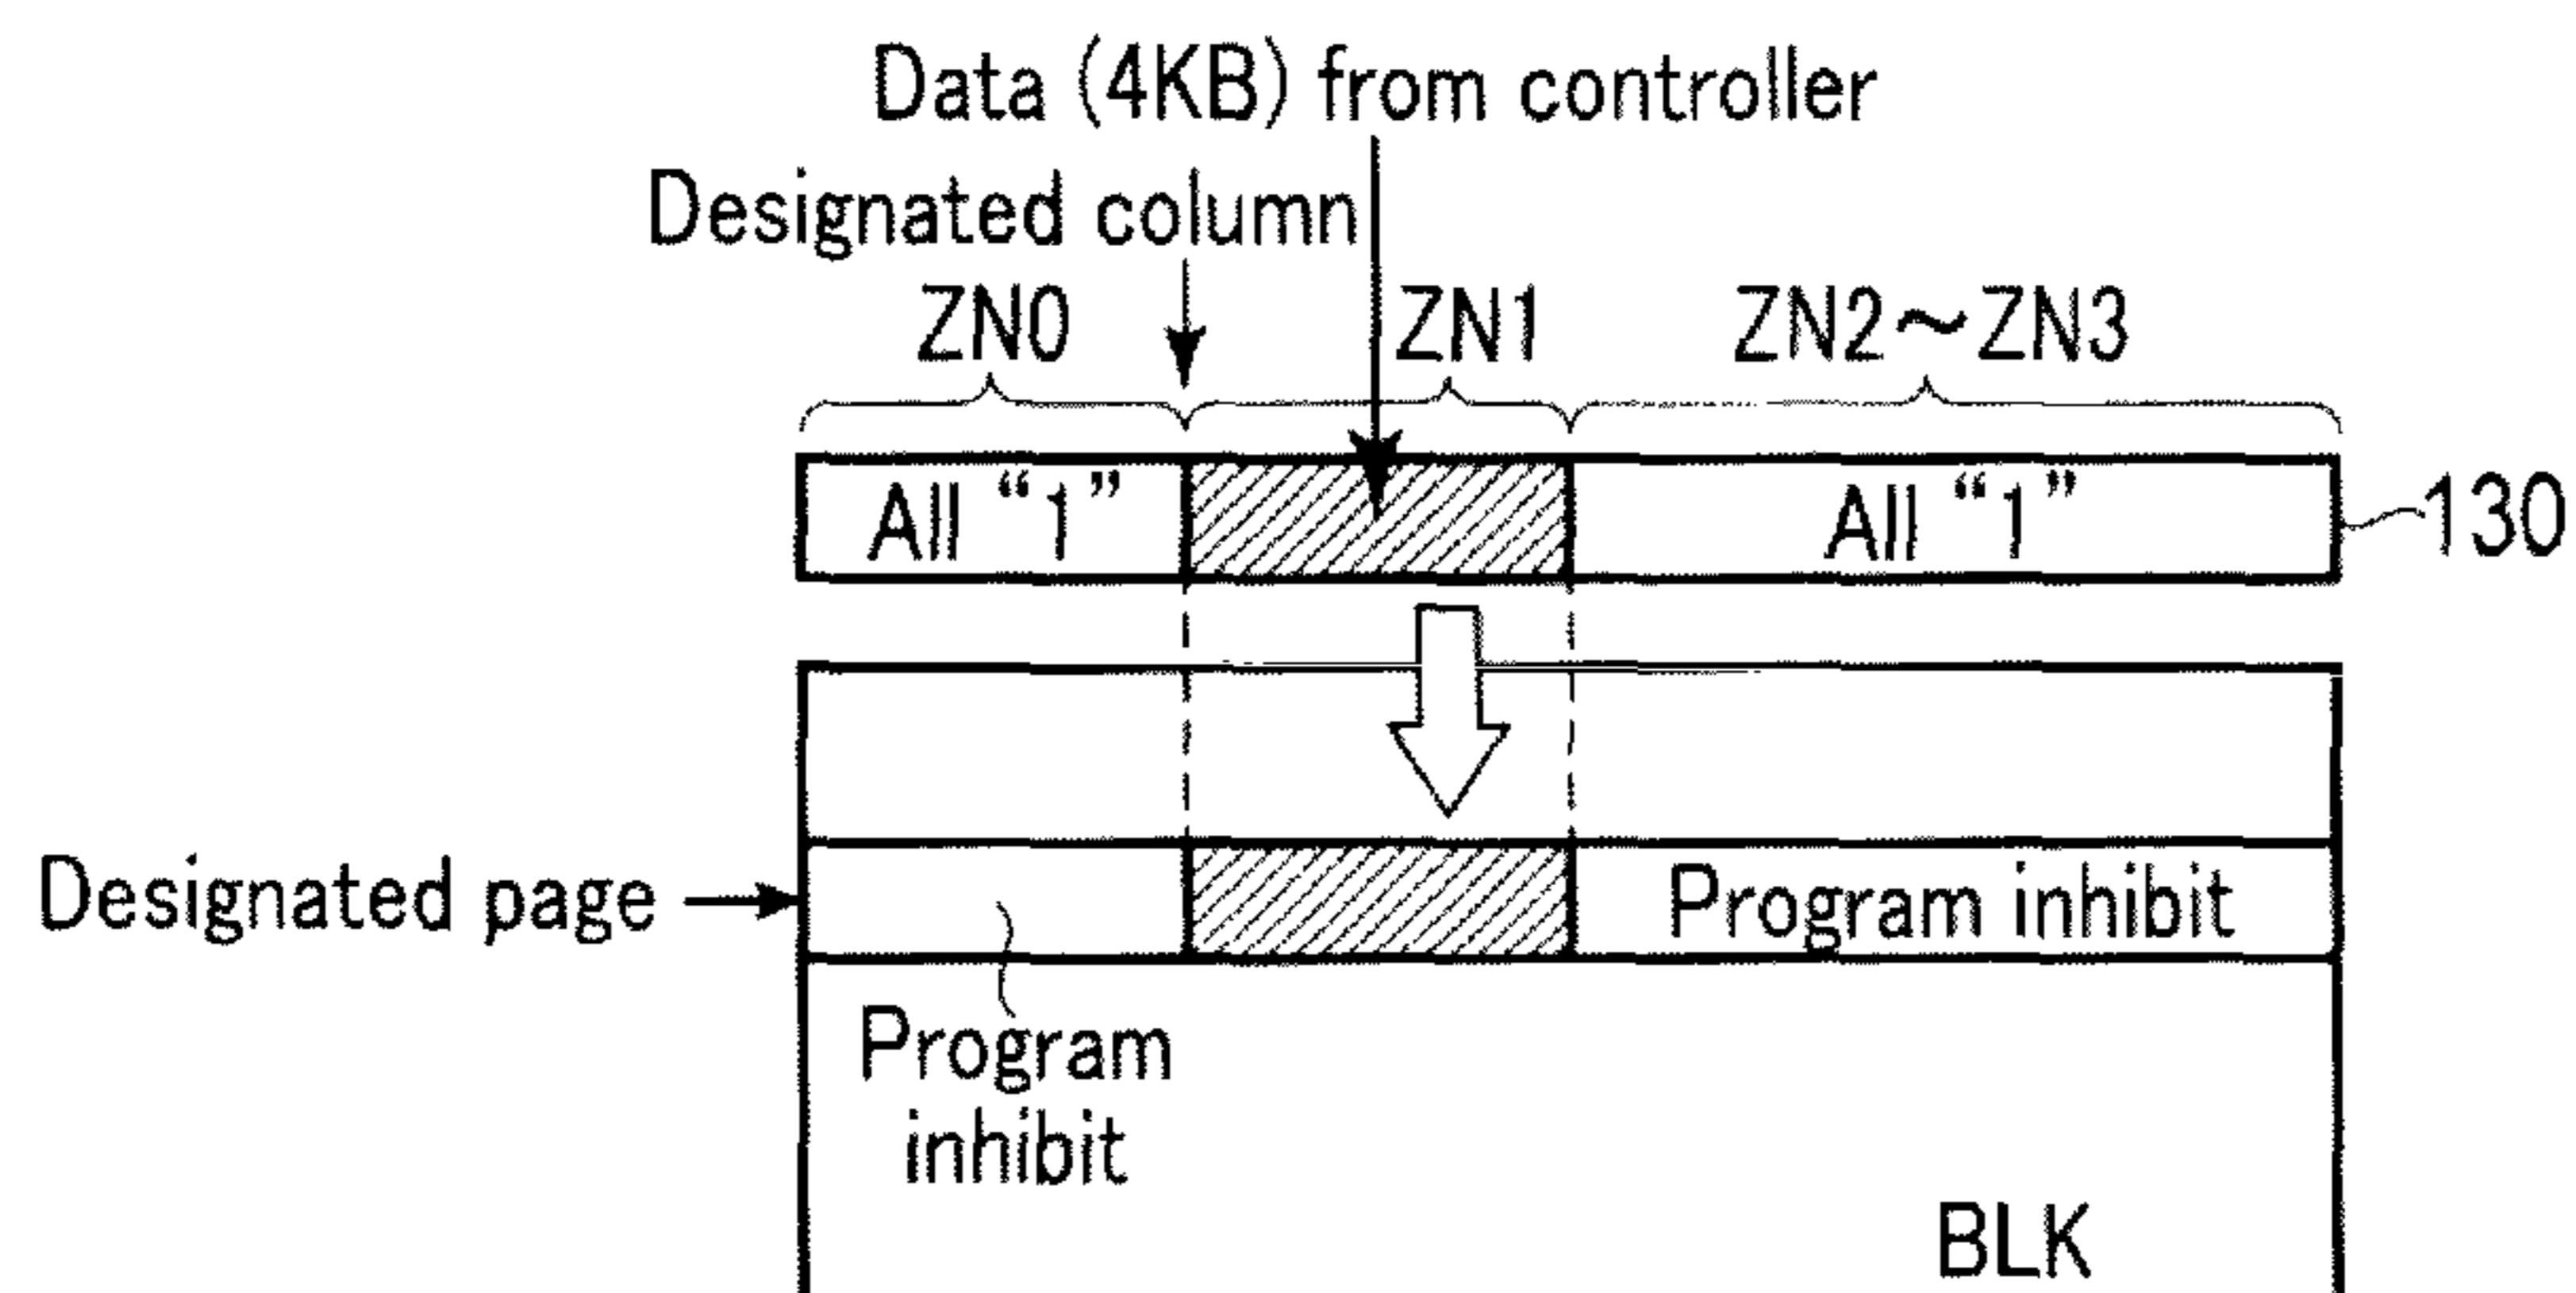 Data (4KB) from controller
Designated column
ZN0 ZN1 ZN2~ZN3
All “1” All “1” 130
Designated page Program inhibit
Program
inhibit
BLK